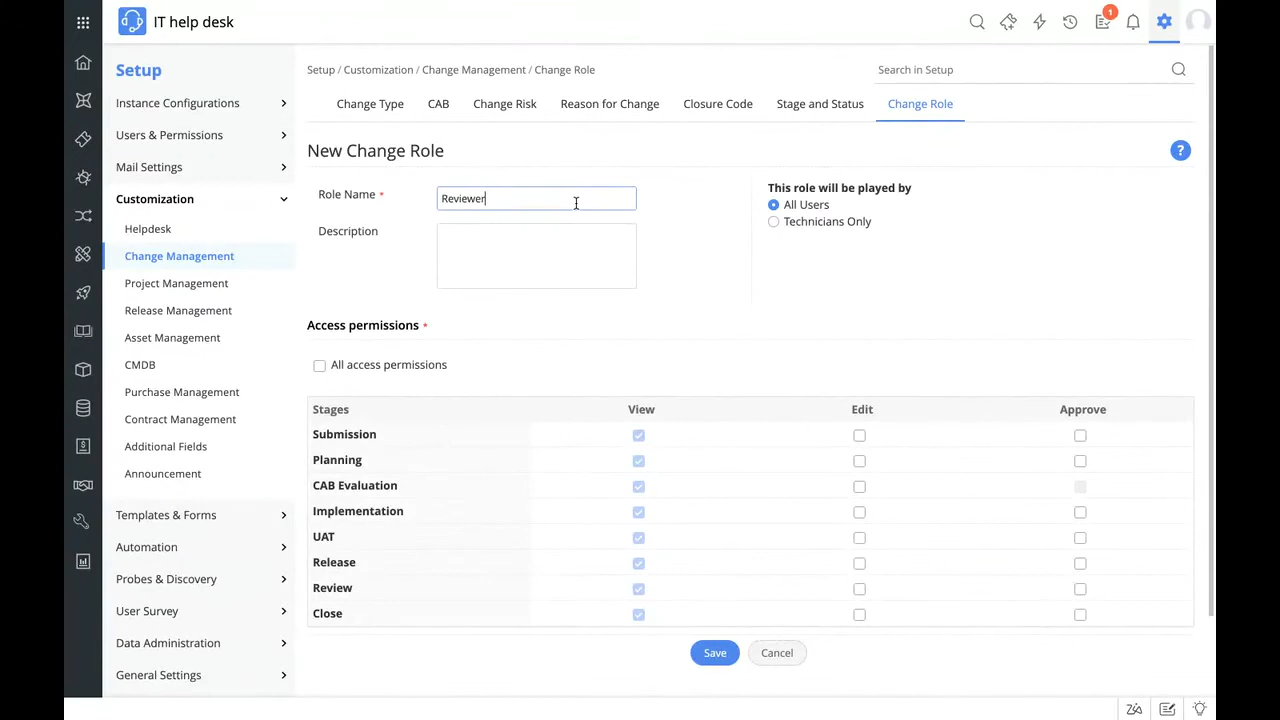 IT help desk
1
Setup
Instance Configurations
Users & Permissions
Mail Settings
Customization
Helpdesk
Change Management
Project Management
Release Management
Asset Management
CMDB
Purchase Management
Contract Management
Additional Fields
Announcement
Templates & Forms
Automation
Probes & Discovery
User Survey
Data Administration
General Settings
Setup / Customization / Change Management / Change Role
Search in Setup
Change Type CAB Change Risk Reason for Change Closure Code Stage and Status Change Role
New Change Role
?
Role Name *
Reviewer
Description
This role will be played by
All Users
Technicians Only
Access permissions *
All access permissions
Stages View Edit Approve
Submission
Planning
CAB Evaluation
Implementation
UAT
Release
Review
Close
Save Cancel